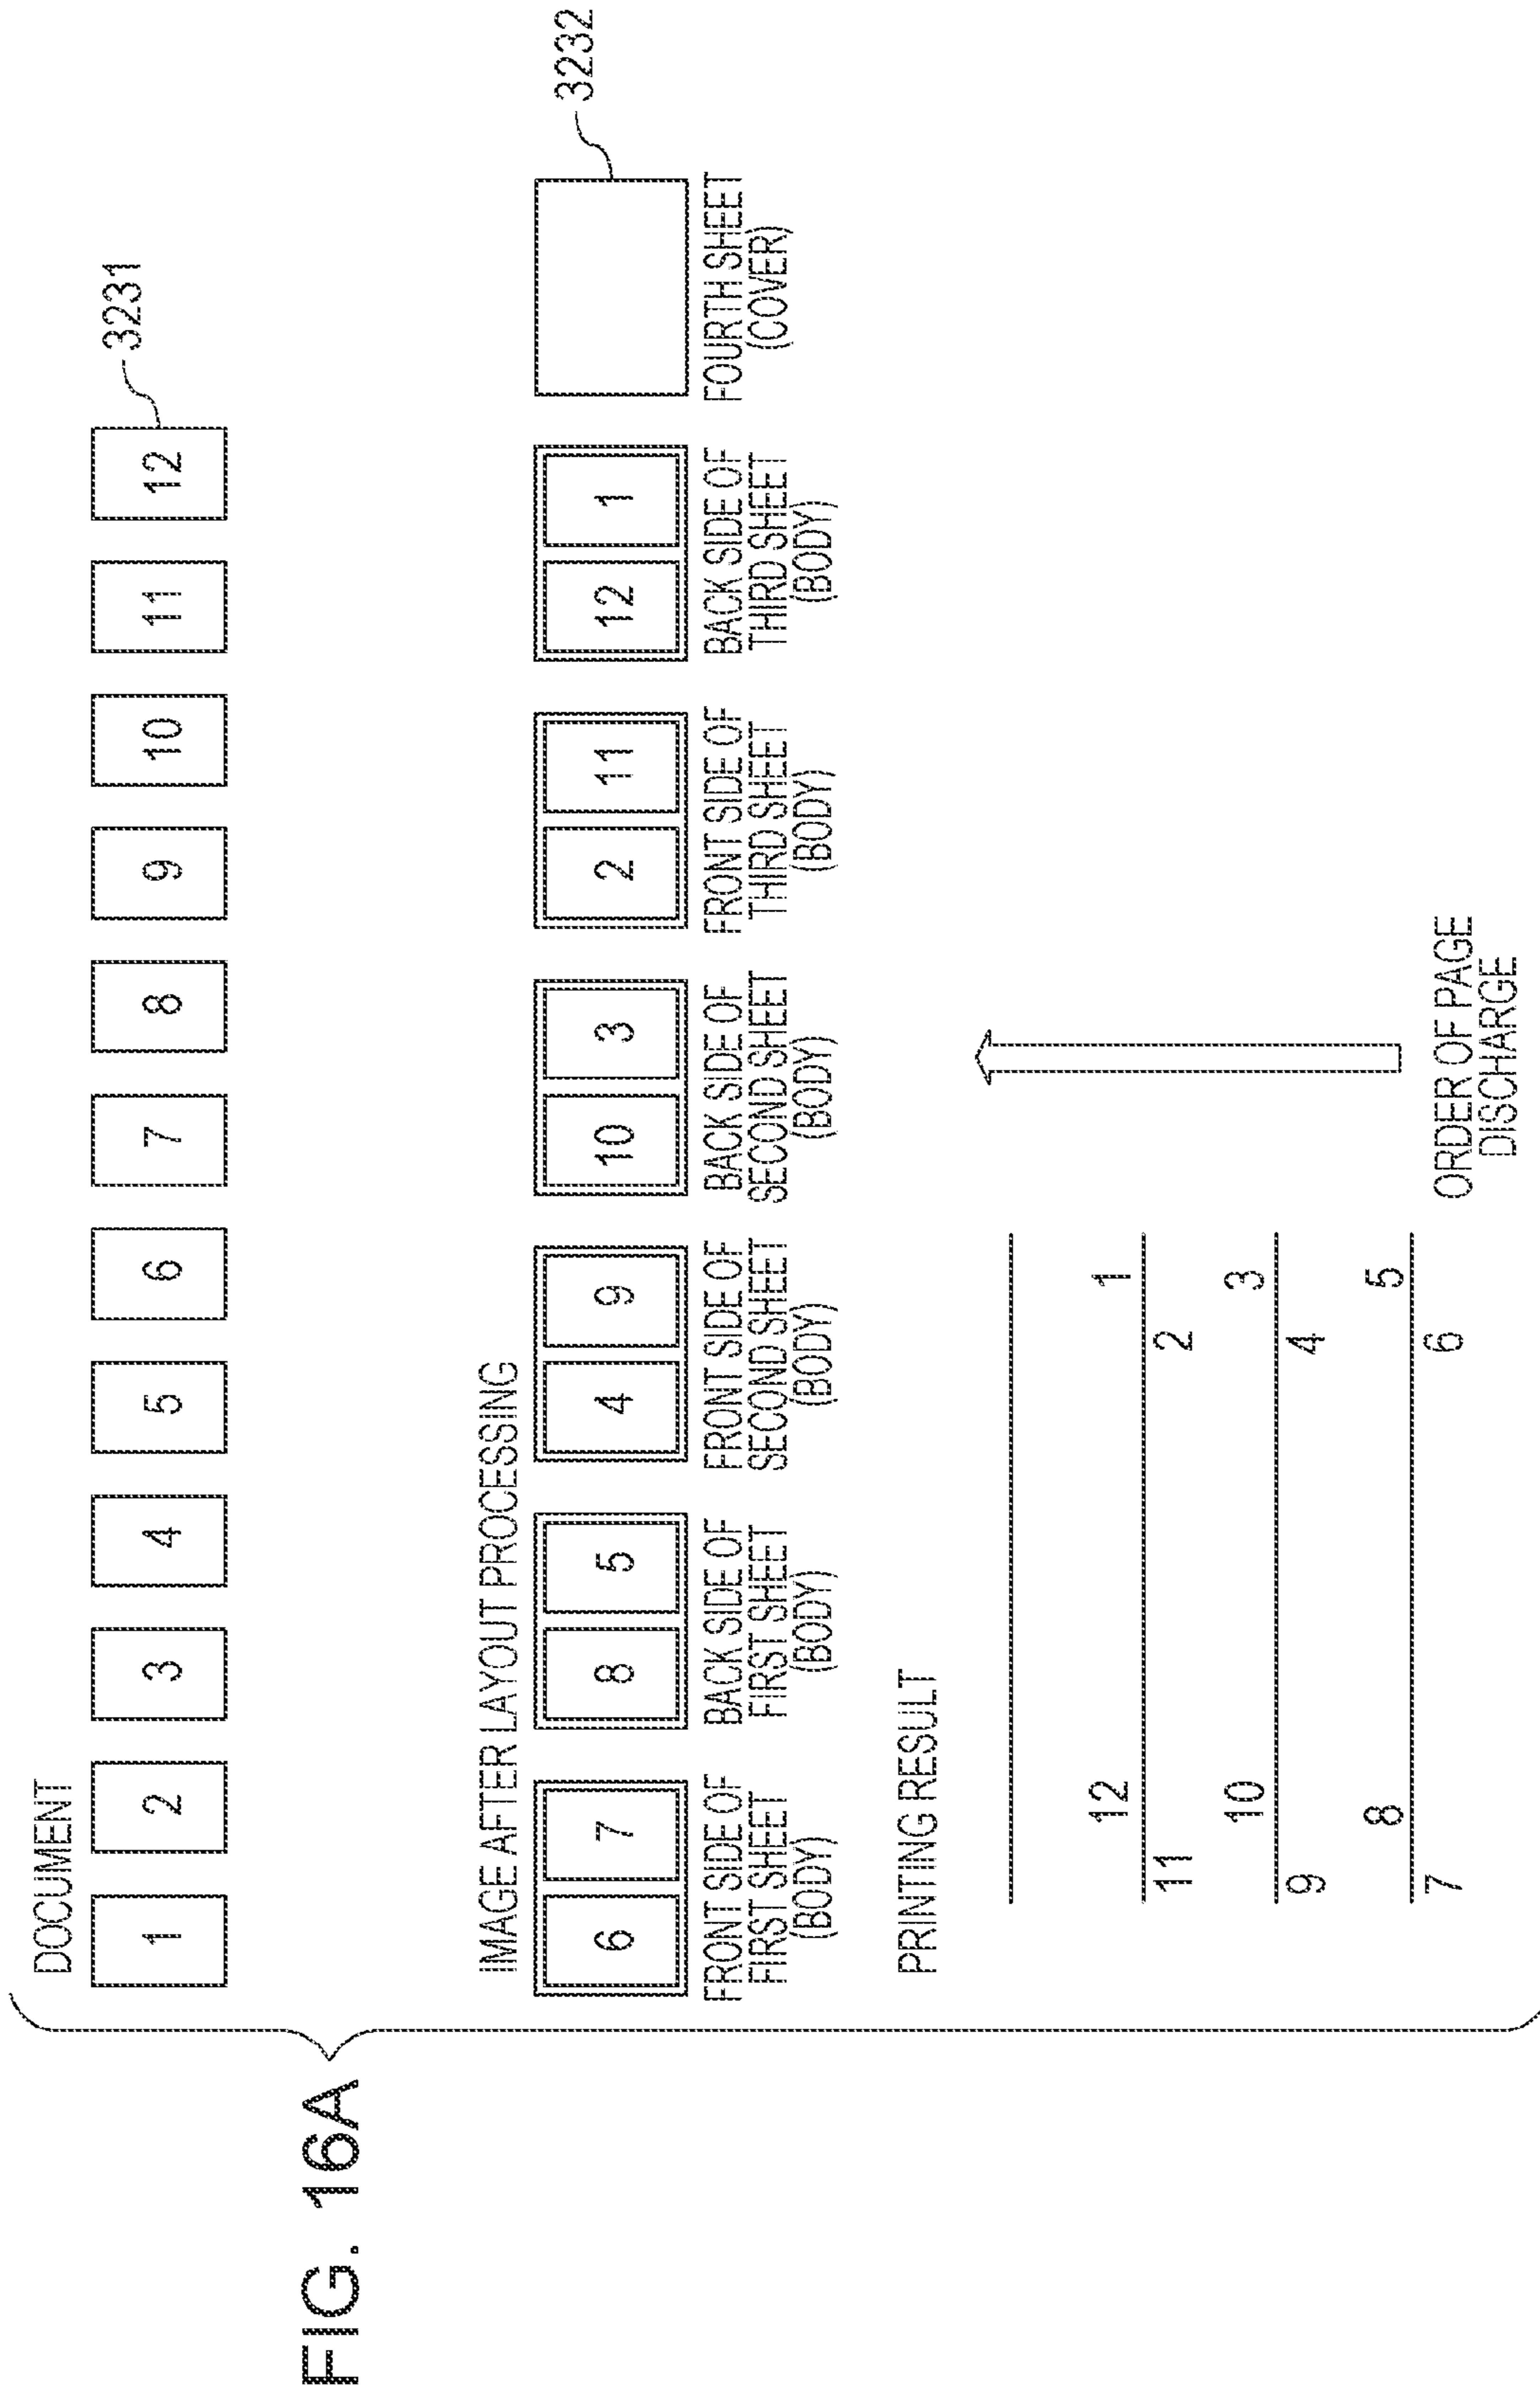 FIG. 16A
DOCUMENT
1 2 3 4 5 6 7 8 9 10 11 12
3231
IMAGE AFTER LAYOUT PROCESSING
6 7 8 5 4 9 10 3 2 11 12 1
3232
FRONT SIDE OF
FIRST SHEET
(BODY)
BACK SIDE OF
FIRST SHEET
(BODY)
FRONT SIDE OF
SECOND SHEET
(BODY)
BACK SIDE OF
SECOND SHEET
(BODY)
FRONT SIDE OF
THIRD SHEET
(BODY)
BACK SIDE OF
THIRD SHEET
(BODY)
FOURTH SHEET
(COVER)
PRINTING RESULT
12 1
11 2
10 3
9 4
8 5
7 6
ORDER OF PAGE
DISCHARGE